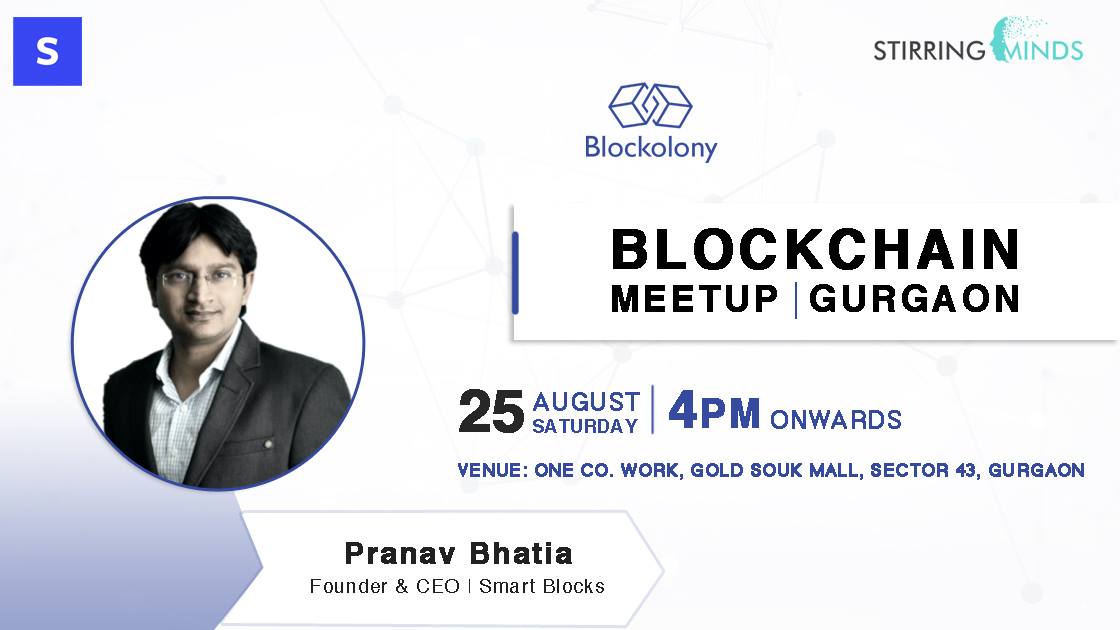 S
STIRRING MINDS
Blockolony
BLOCKCHAIN
MEETUP | GURGAON
25 AUGUST SATURDAY | 4PM ONWARDS
VENUE: ONE CO. WORK, GOLD SOUK MALL, SECTOR 43, GURGAON
Pranav Bhatia
Founder & CEO | Smart Blocks